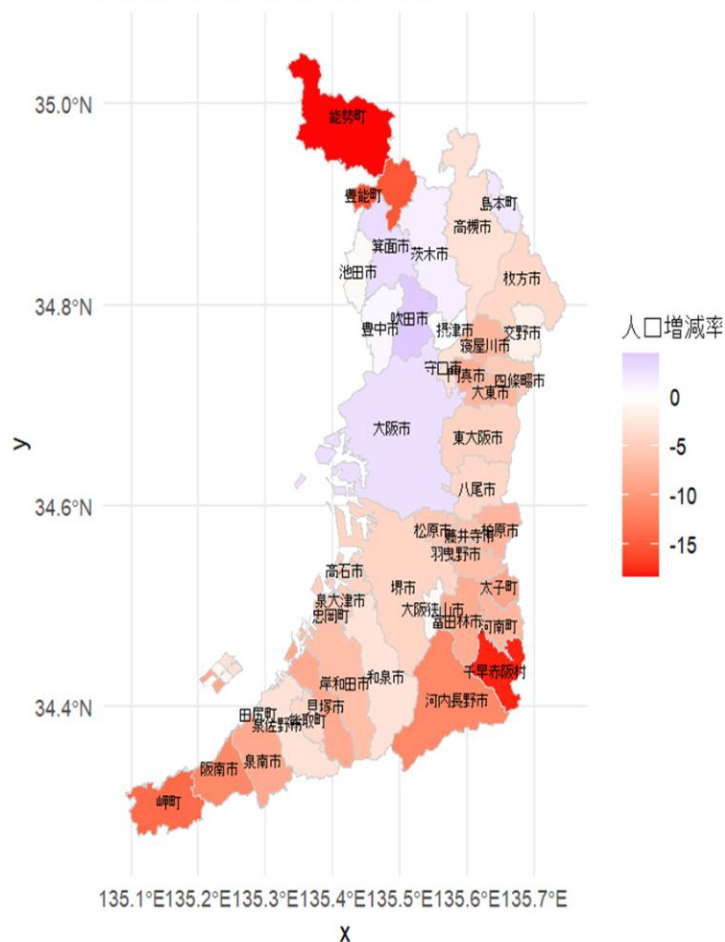 35.0°N
34.8°N
34.6°N
34.4°N
y
能勢町
豊能町
島本町
高槻市
箕面市
茨木市
池田市
枚方市
吹田市
豊中市
摂津市
交野市
寝屋川市
守口市
門真市
四條畷市
大東市
大阪市
東大阪市
八尾市
松原市
柏原市
藤井寺市
羽曳野市
高石市
堺市
太子町
泉大津市
大阪狭山市
忠岡町
富田林市
河南町
千早赤阪村
岸和田市
和泉市
河内長野市
貝塚市
田尻町
熊取町
泉佐野市
泉南市
阪南市
岬町
135.1°E135.2°E135.3°E135.4°E135.5°E135.6°E135.7°E
x
人口増減率
0
-5
-10
-15